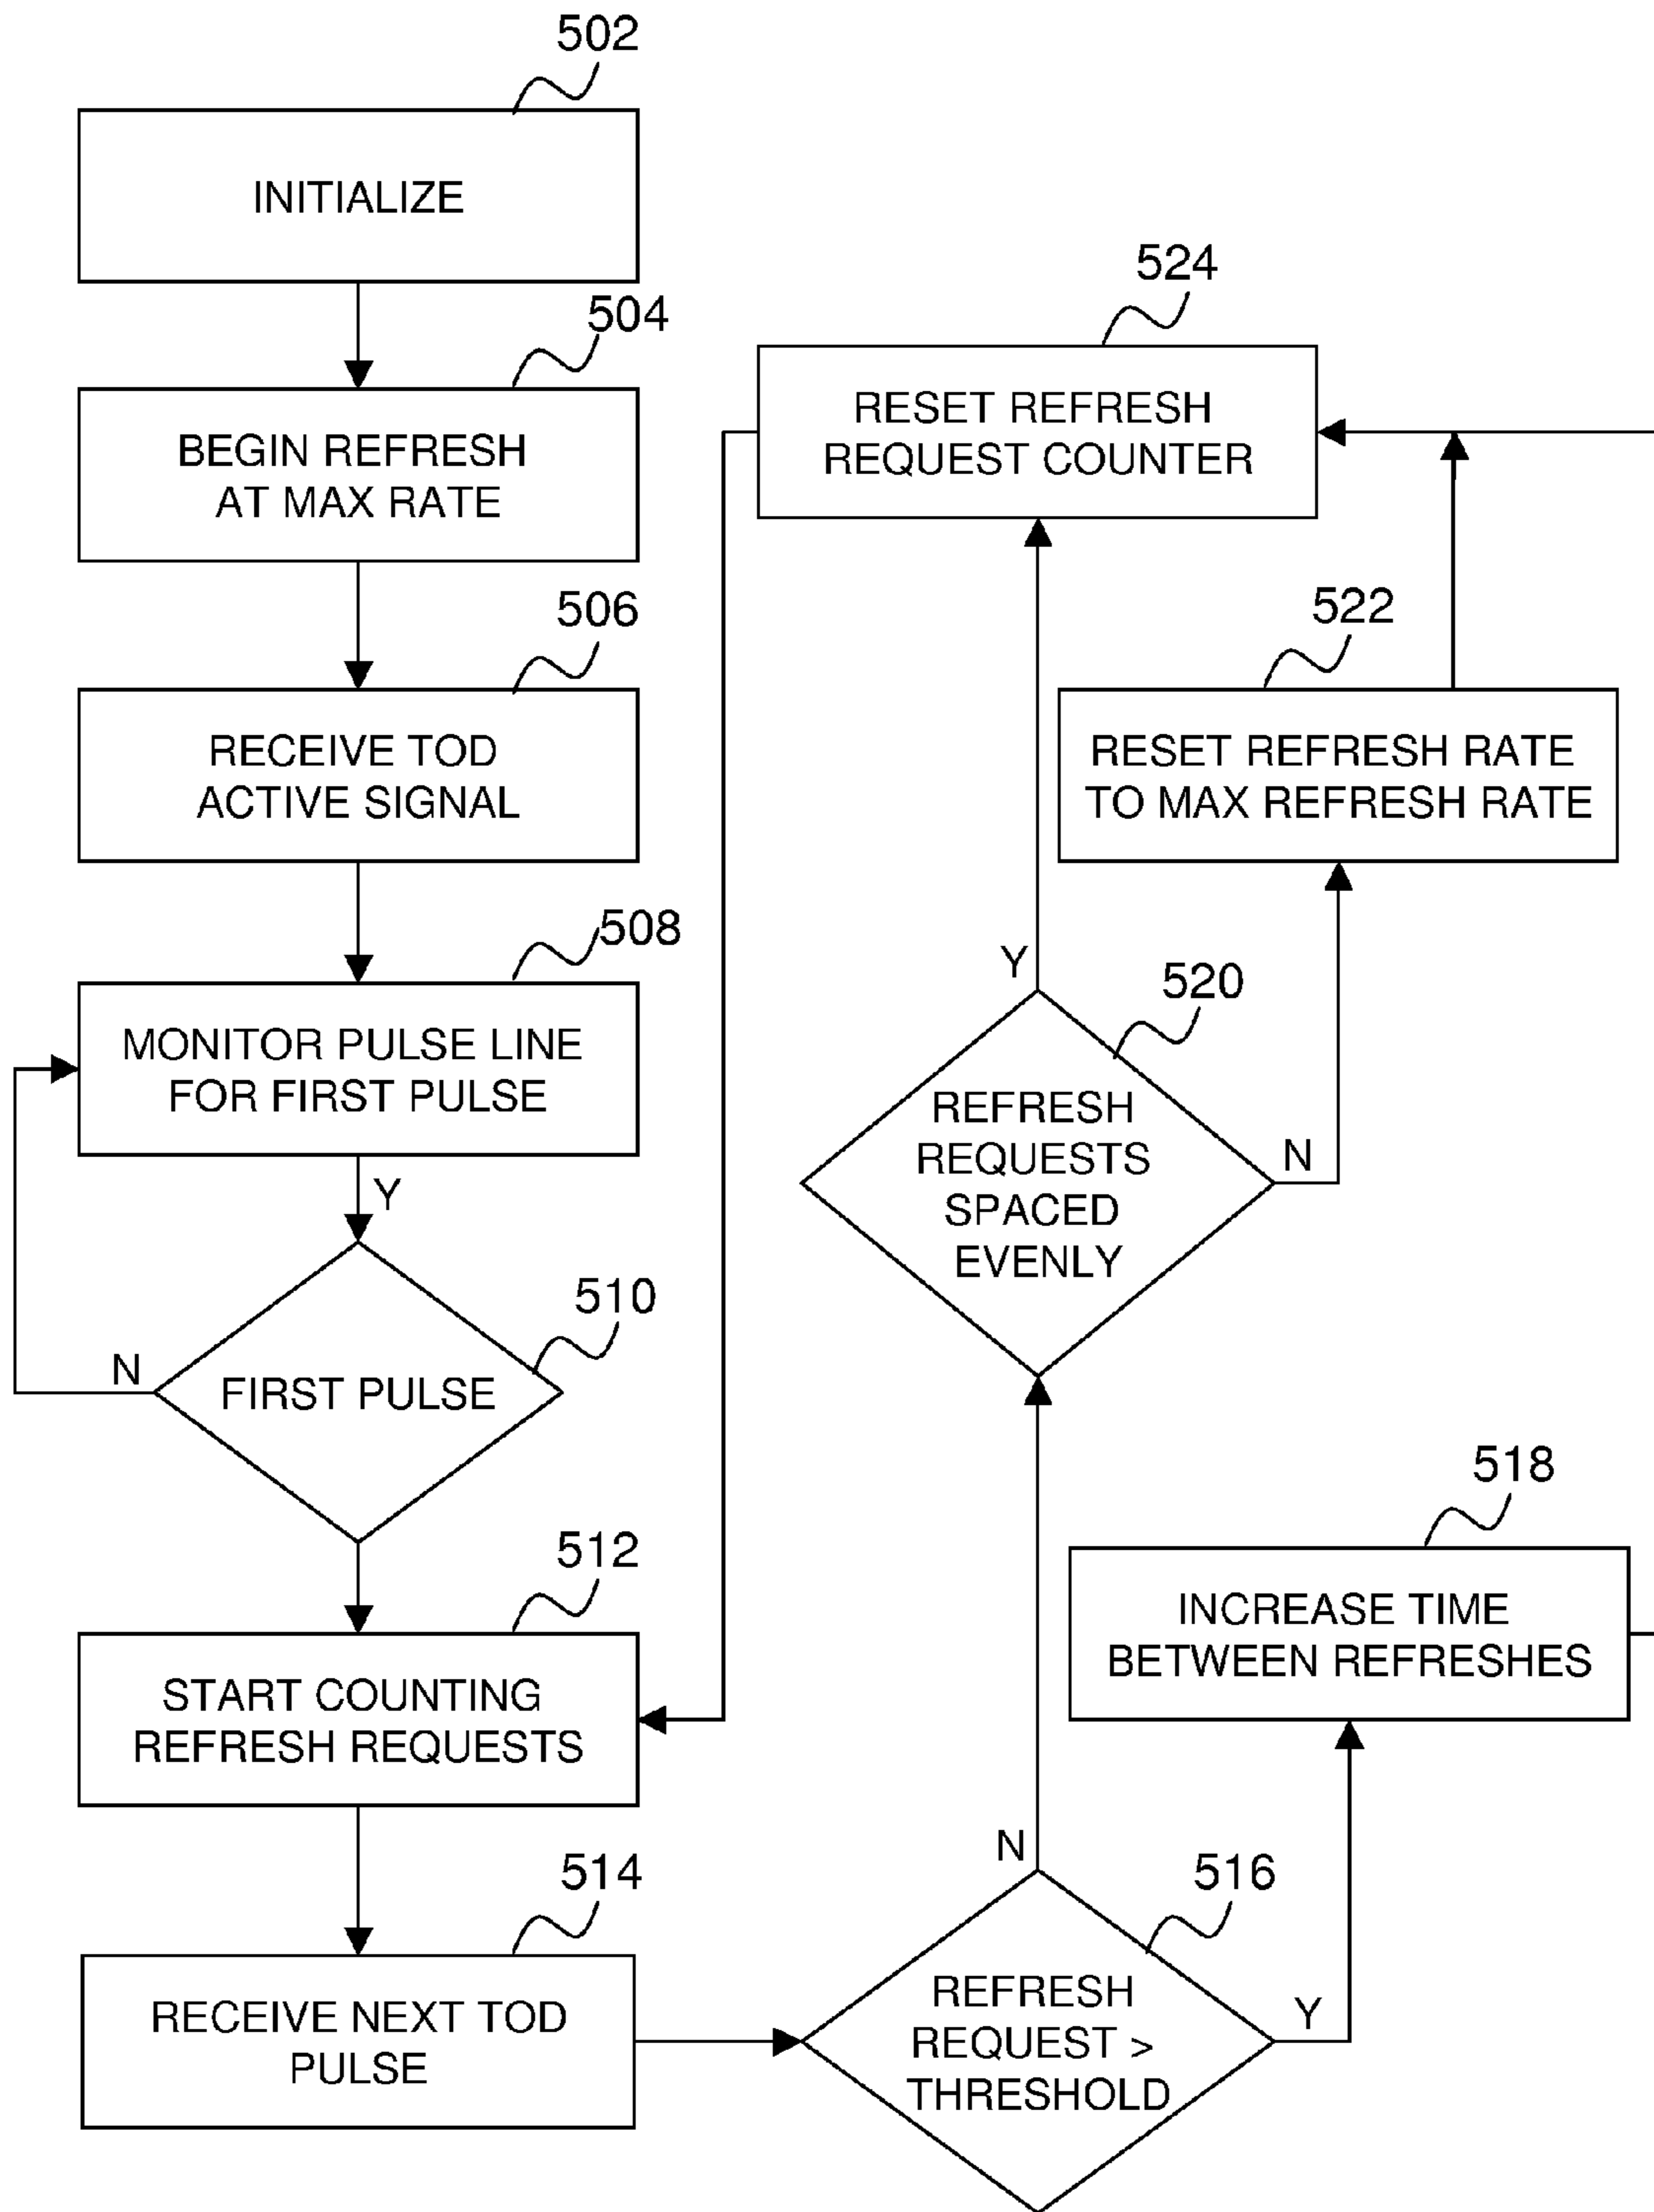 502
INITIALIZE
504
BEGIN REFRESH
AT MAX RATE
506
RECEIVE TOD
ACTIVE SIGNAL
508
MONITOR PULSE LINE
FOR FIRST PULSE
Y
510
N
FIRST PULSE
512
START COUNTING
REFRESH REQUESTS
514
RECEIVE NEXT TOD
PULSE
516
N
Y
REFRESH
REQUEST >
THRESHOLD
518
INCREASE TIME
BETWEEN REFRESHES
520
Y
N
REFRESH
REQUESTS
SPACED
EVENLY
522
RESET REFRESH RATE
TO MAX REFRESH RATE
524
RESET REFRESH
REQUEST COUNTER